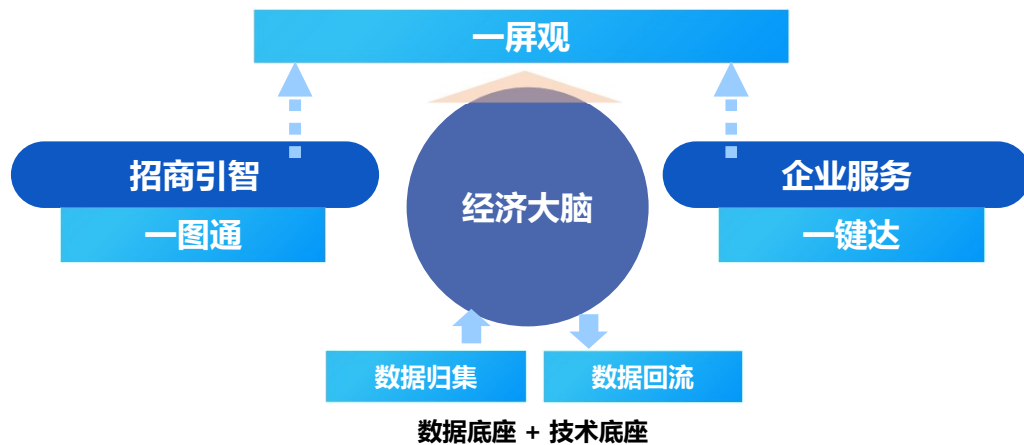 一屏观
招商引智
企业服务
经济大脑
一图通
一键达
数据归集
数据回流
数据底座 + 技术底座